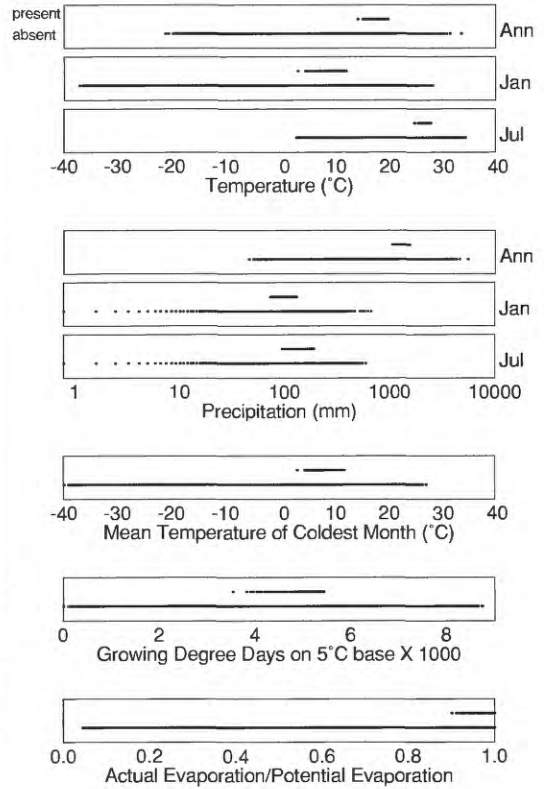 present
absent
Ann
Jan
Jul
-40 -30 -20 -10 0 10 20 30 40
Temperature (°C)
Ann
Jan
Jul
1 10 100 1000 10000
Precipitation (mm)
-40 -30 -20 -10 0 10 20 30 40
Mean Temperature of Coldest Month (°C)
0 2 4 6 8
Growing Degree Days on 5°C base X 1000
0.0 0.2 0.4 0.6 0.8 1.0
Actual Evaporation/Potential Evaporation